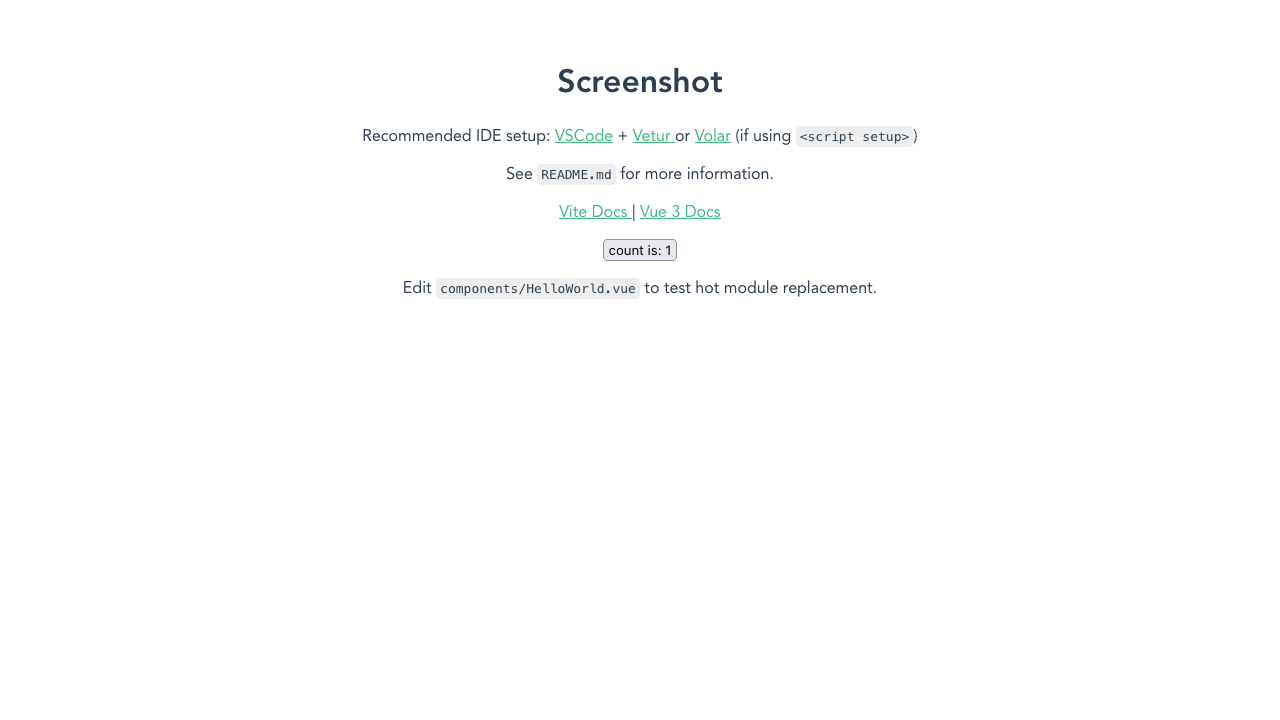 Screenshot
Recommended IDE setup: VSCode + Vetur or Volar (if using <script setup>)
See README.md for more information.
Vite Docs | Vue 3 Docs
count is: 1
Edit components/HelloWorld.vue to test hot module replacement.